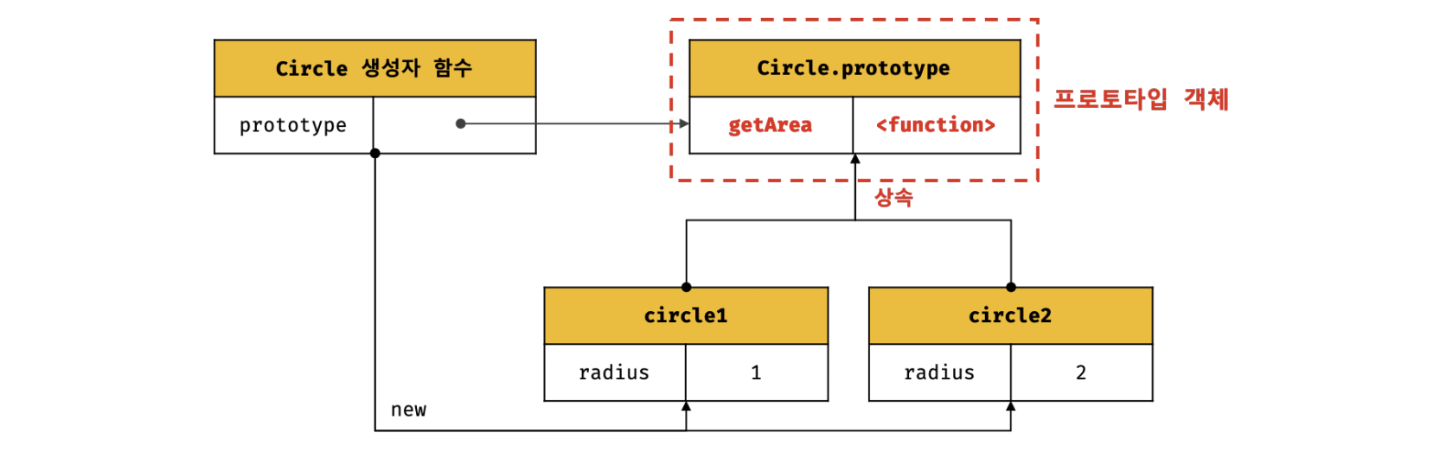 Circle 생성자 함수
prototype
Circle.prototype
getArea <function>
프로토타입 객체
상속
circle1
radius 1
circle2
radius 2
new